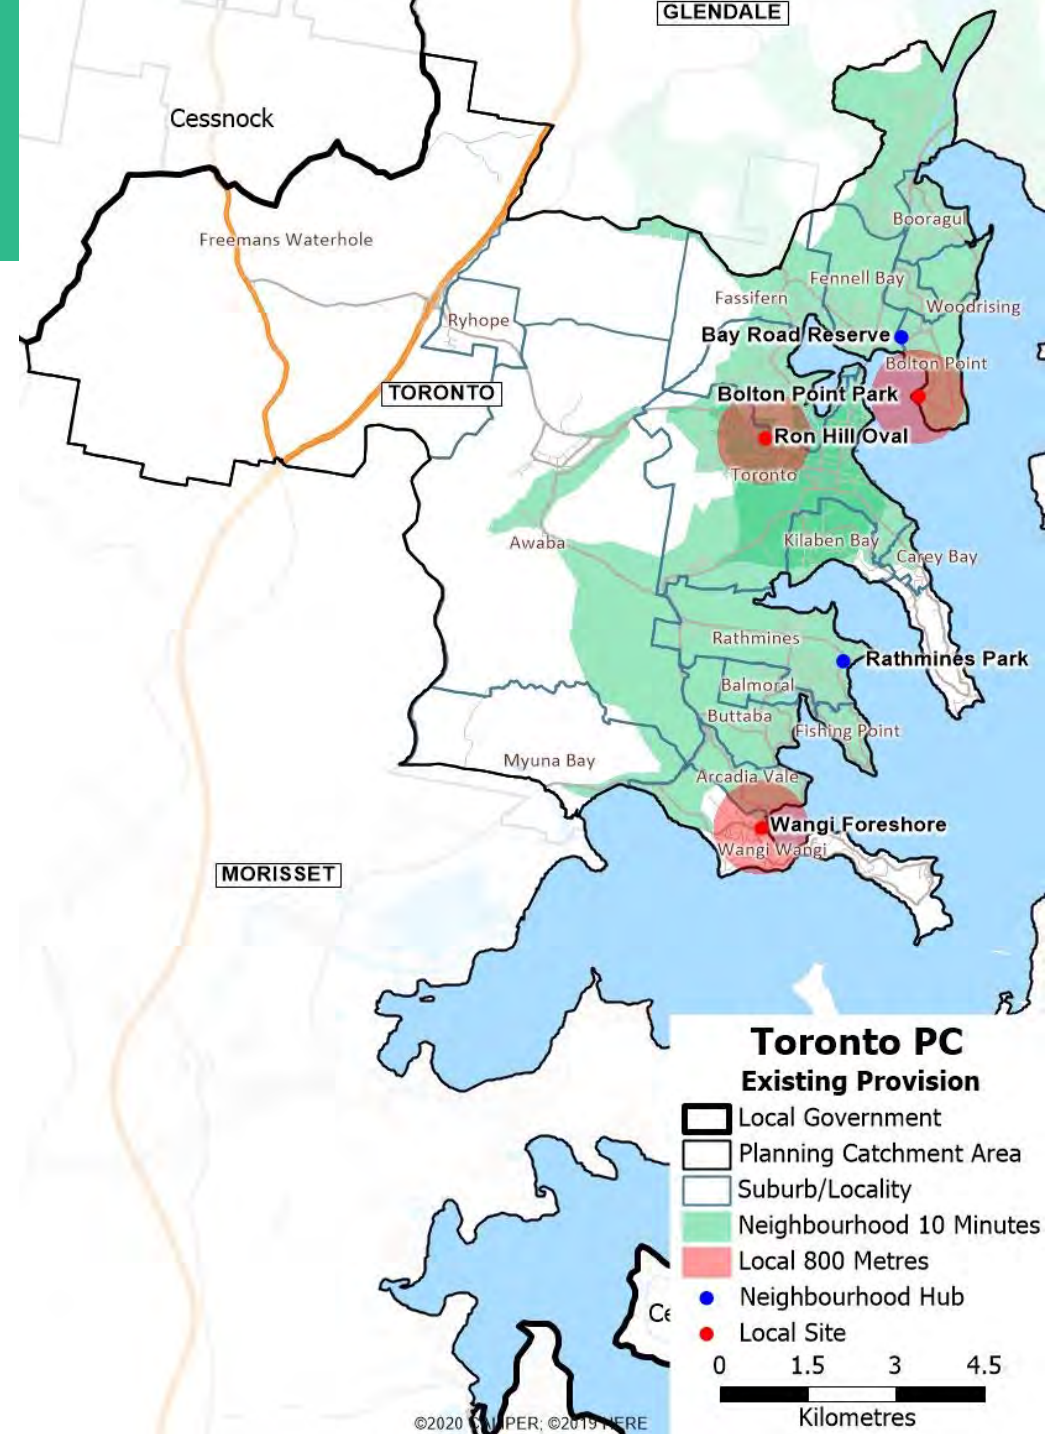 GLENDALE
Cessnock
Freemans Waterhole
Booragul
Fennell Bay
Fassifern
Woodrising
Ryhope
Bay Road Reserve
Bolton Point
TORONTO
Bolton Point Park
Ron Hill Oval
Toronto
Awaba
Kilaben Bay
Carey Bay
Rathmines
Rathmines Park
Balmoral
Buttaba
Fishing Point
Myuna Bay
Arcadia Vale
Wangi Foreshore
Wangi Wangi
MORISSET
Toronto PC
Existing Provision
Local Government
Planning Catchment Area
Suburb/Locality
Neighbourhood 10 Minutes
Local 800 Metres
Neighbourhood Hub
Ce
Local Site
0 1.5 3 4.5
Kilometres
©2020 CALIPER; ©2019 HERE